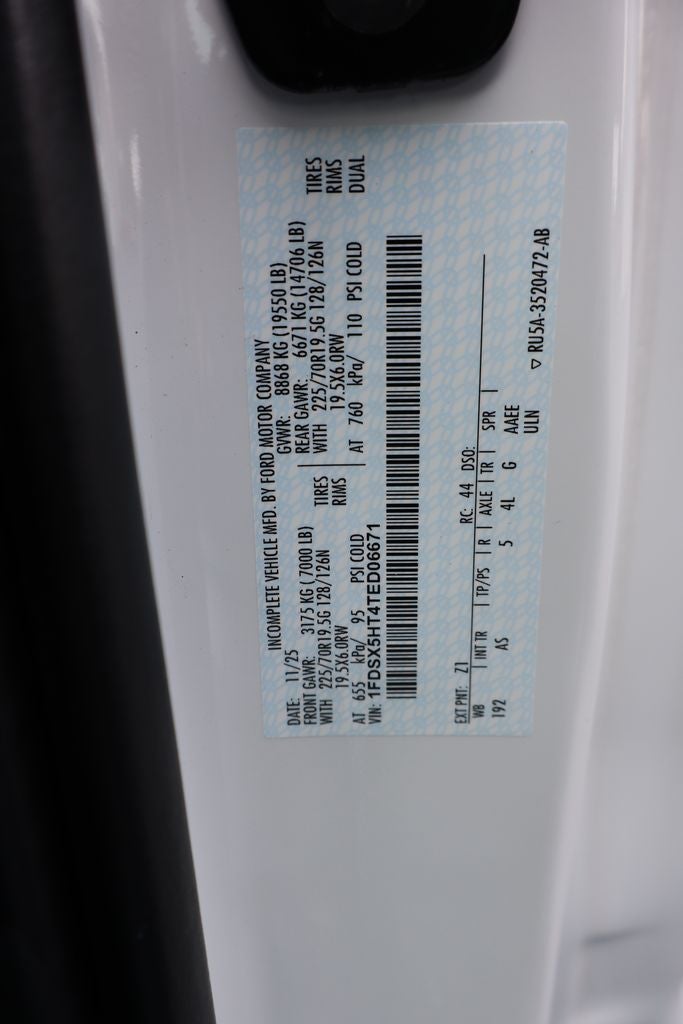 INCOMPLETE VEHICLE MFD. BY FORD MOTOR COMPANY
DATE: 11/25 GVWR: 8868 KG (19550 LB)
FRONT GAWR: 3175 KG (7000 LB) REAR GAWR: 6671 KG (14706 LB)
WITH 225/70R19.5G 128/126N TIRES WITH 225/70R19.5G 128/126N TIRES
19.5X6.0RW RIMS 19.5X6.0RW RIMS
AT 655 kPa/ 95 PSI COLD AT 760 kPa/ 110 PSI COLD DUAL
VIN: 1FDSX5HT4TED06671
EXT PNT: Z1 RC: 44 DSO:
WB INT TR TP/PS R AXLE TR SPR
192 AS 5 4L G AAEE
ULN
▽ RU5A-3520472-AB